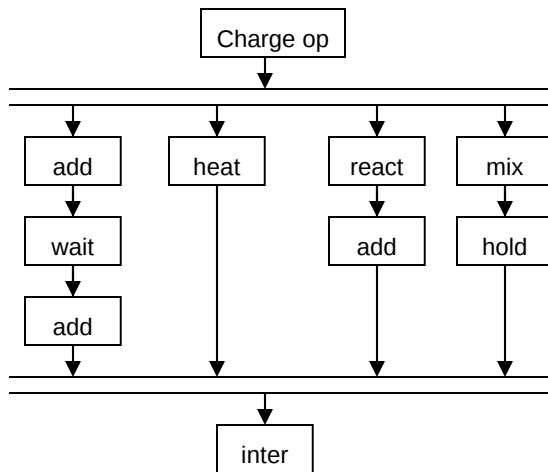 Charge op
add
heat
react
mix
wait
add
hold
add
inter